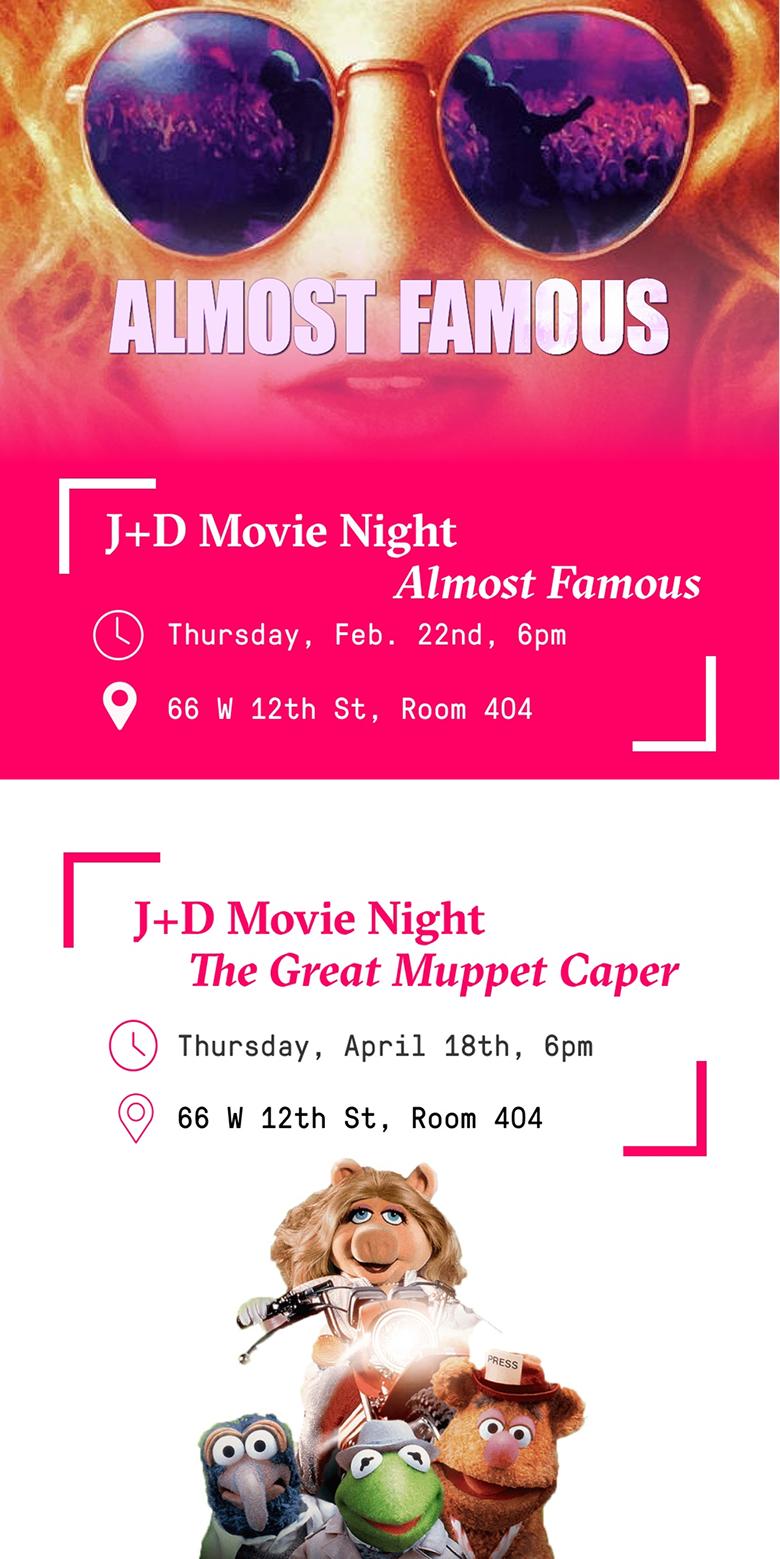 ALMOST FAMOUS
J+D Movie Night
Almost Famous
Thursday, Feb. 22nd, 6pm
66 W 12th St, Room 404
J+D Movie Night
The Great Muppet Caper
Thursday, April 18th, 6pm
66 W 12th St, Room 404
PRESS